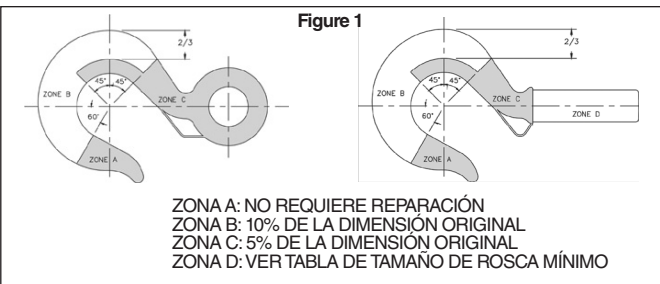 Figure 1
2/3
45° 45°
ZONE B
ZONE C
60°
ZONE A
2/3
45° 45°
ZONE B
ZONE C
ZONE D
60°
ZONE A
ZONA A: NO REQUIERE REPARACIÓN
ZONA B: 10% DE LA DIMENSIÓN ORIGINAL
ZONA C: 5% DE LA DIMENSIÓN ORIGINAL
ZONA D: VER TABLA DE TAMAÑO DE ROSCA MÍNIMO